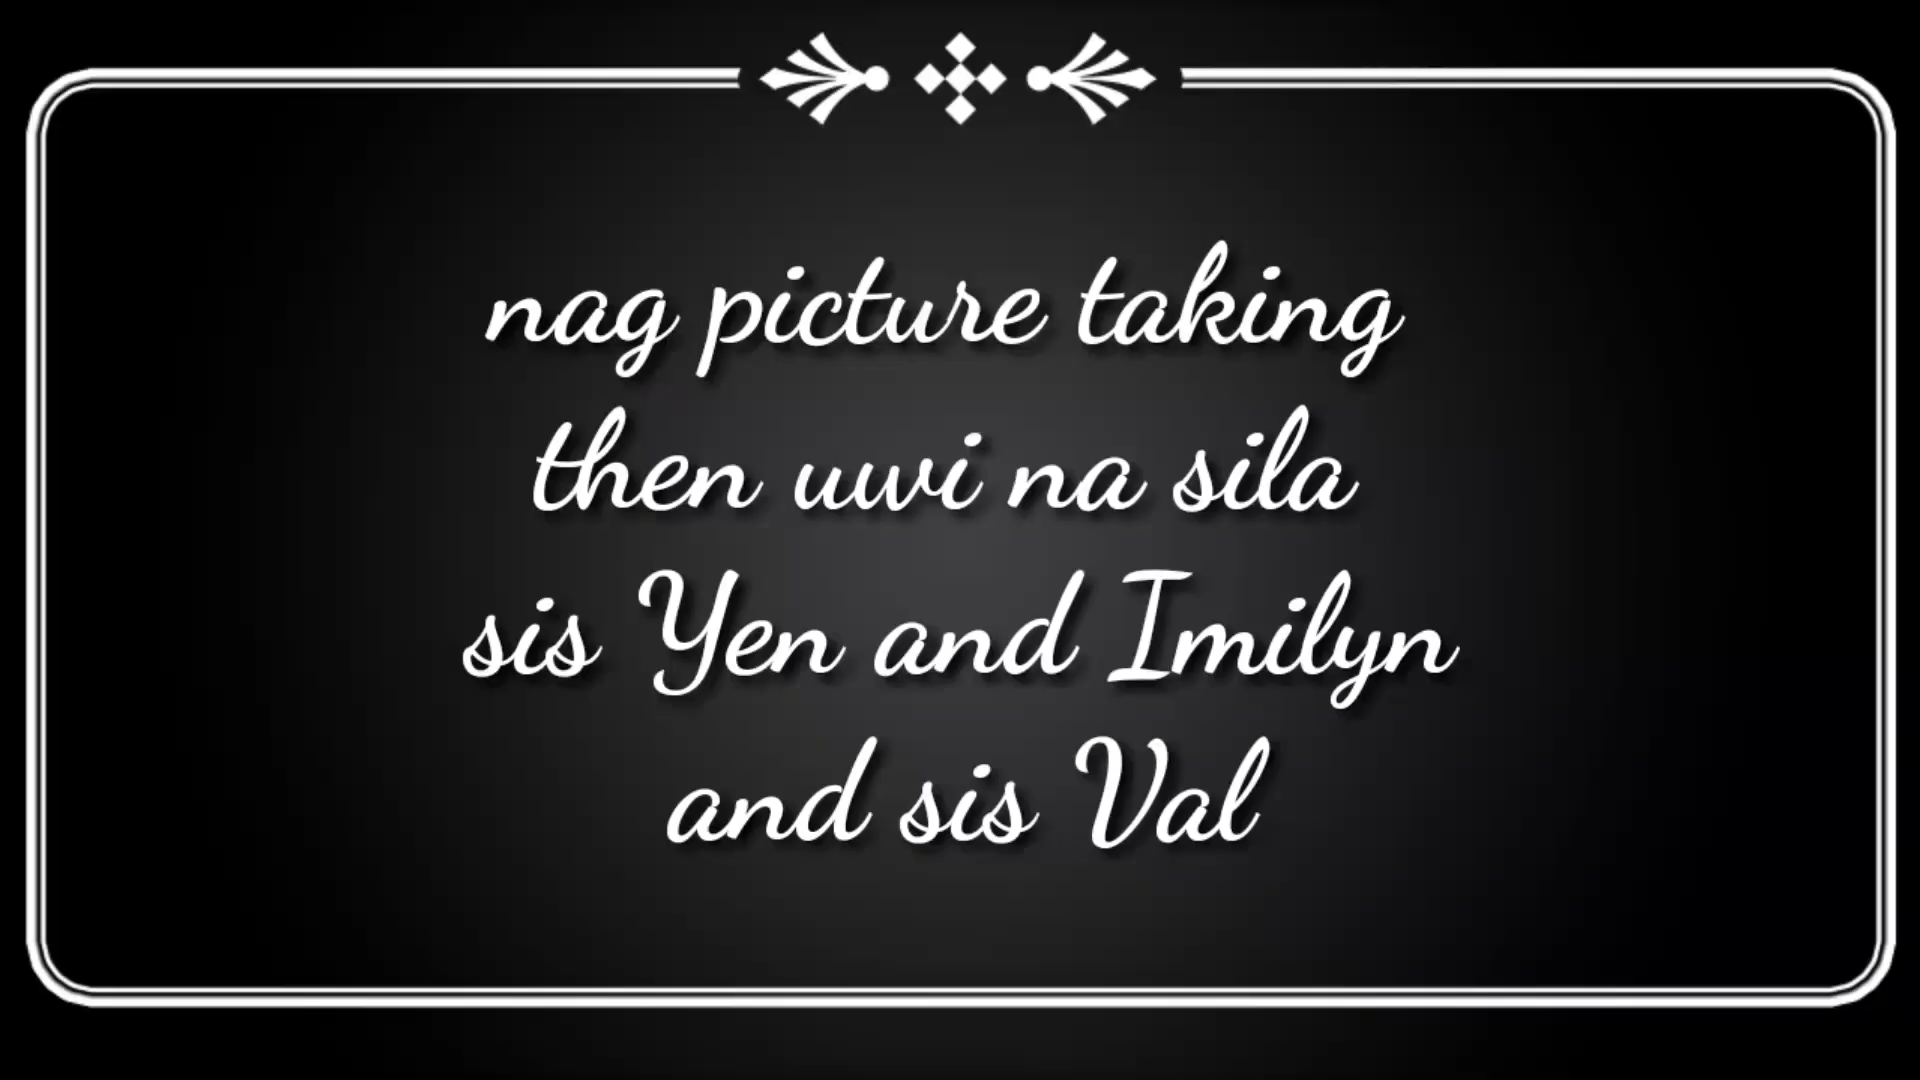 nag picture taking
then uwi na sila
sis Yen and Imilyn
and sis Val